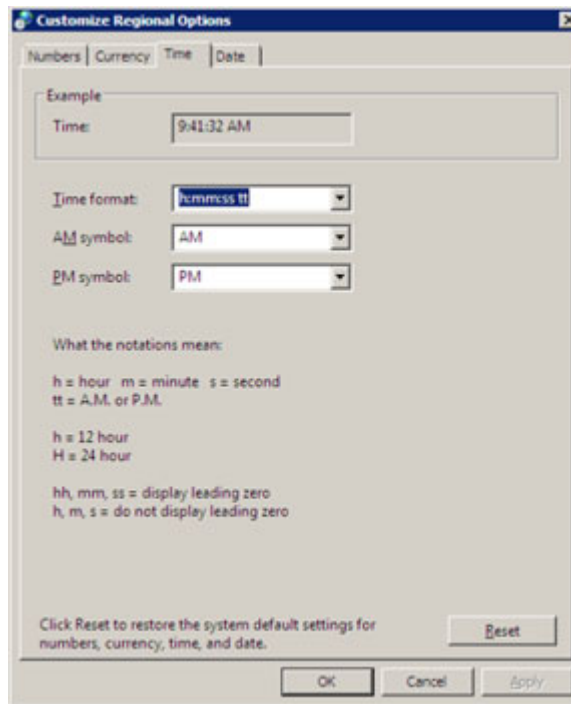 Customize Regional Options
Numbers Currency Time Date
Example
Time: 9:41:32 AM
Time format: h:mm:ss tt
AM symbol: AM
PM symbol: PM
What the notations mean:
h = hour m = minute s = second
tt = A.M. or P.M.
h = 12 hour
H = 24 hour
hh, mm, ss = display leading zero
h, m, s = do not display leading zero
Click Reset to restore the system default settings for
numbers, currency, time, and date.
Reset
OK Cancel Apply